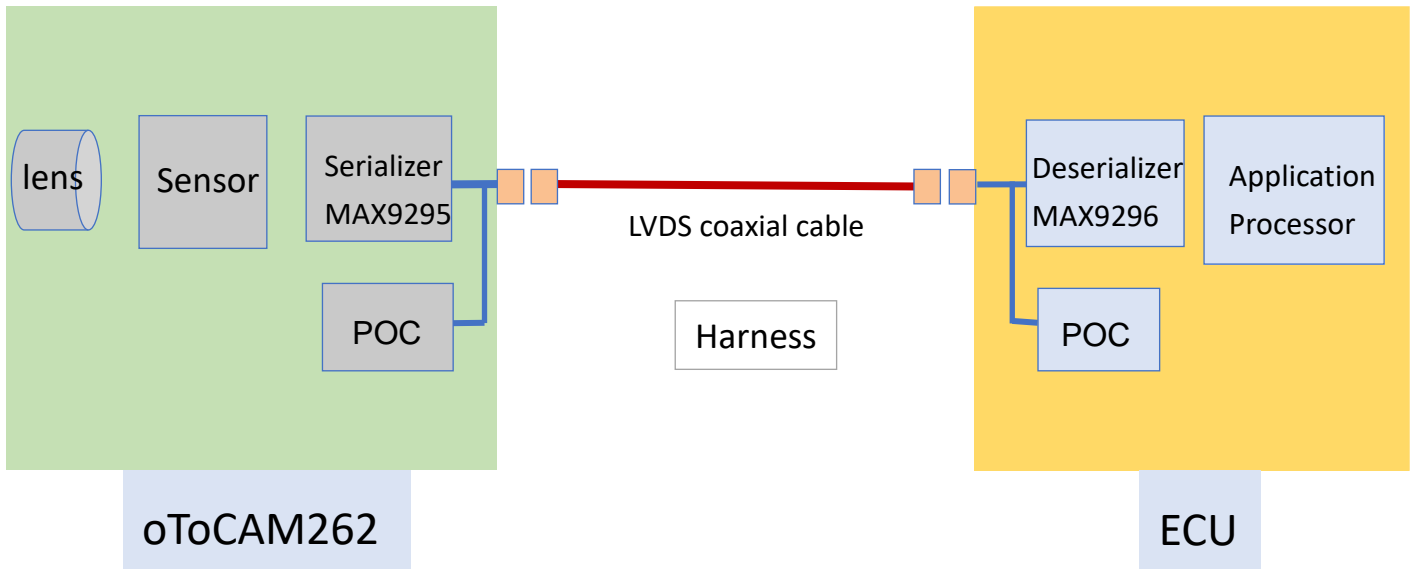 lens
Sensor
Serializer
MAX9295
POC
oToCAM262
LVDS coaxial cable
Harness
Deserializer
MAX9296
Application
Processor
POC
ECU